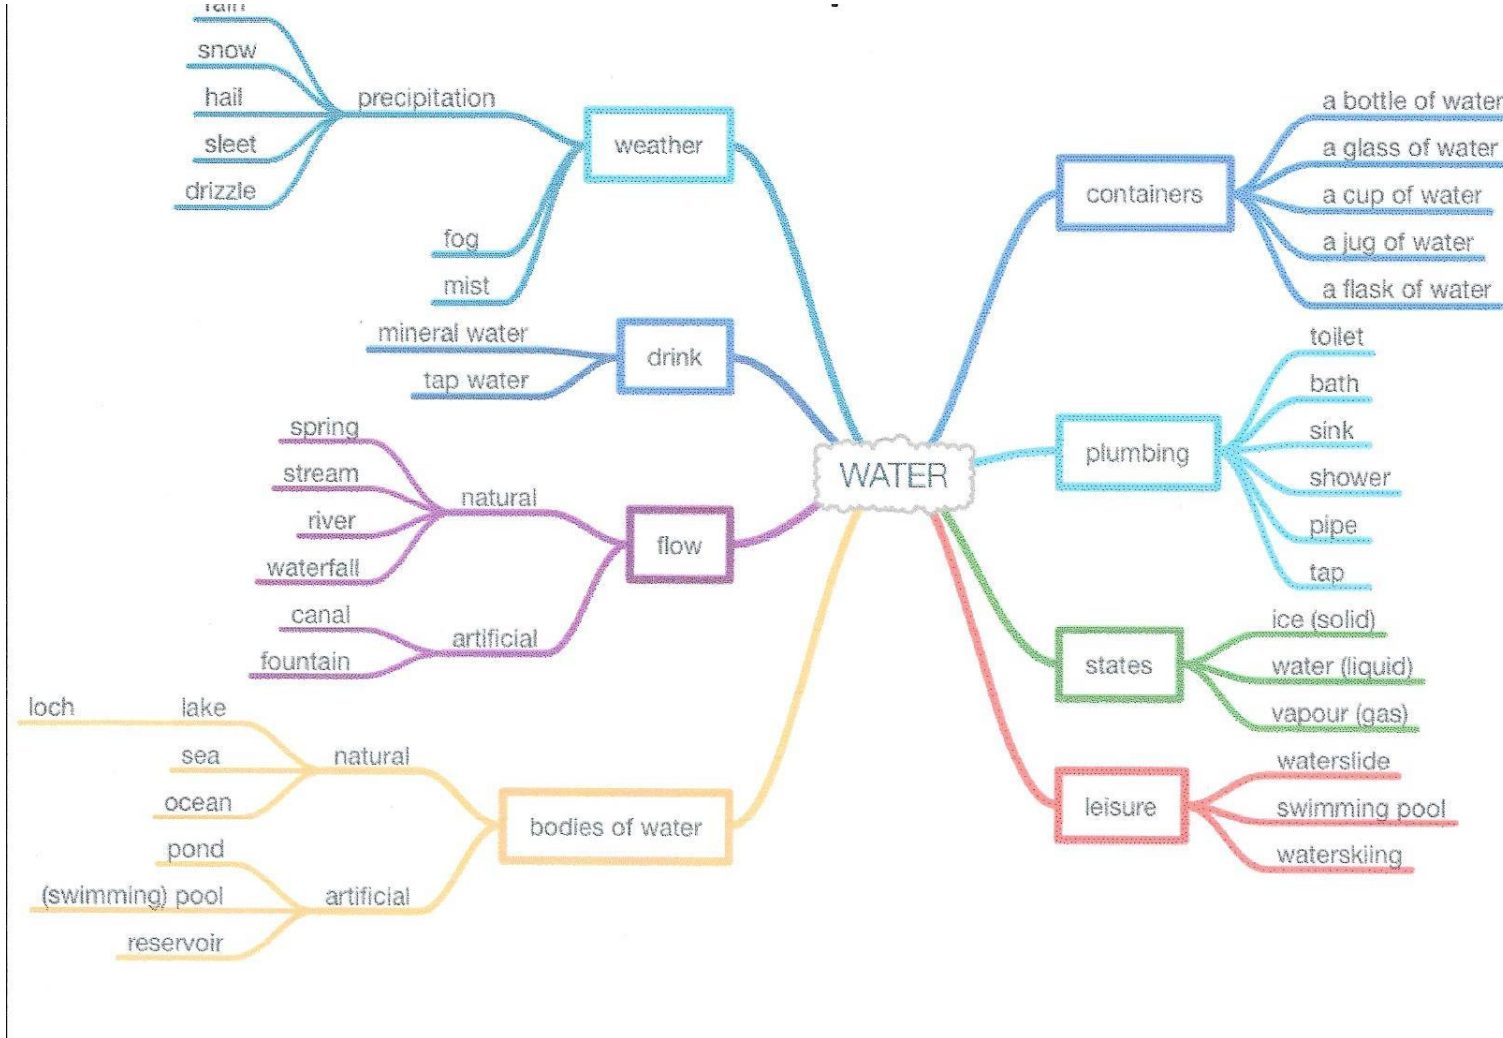 rain
snow
hail
sleet
drizzle
precipitation
weather
fog
mist
mineral water
tap water
drink
spring
stream
river
waterfall
natural
canal
fountain
artificial
flow
loch
lake
sea
ocean
natural
pond
(swimming) pool
reservoir
artificial
bodies of water
WATER
containers
a bottle of water
a glass of water
a cup of water
a jug of water
a flask of water
plumbing
toilet
bath
sink
shower
pipe
tap
states
ice (solid)
water (liquid)
vapour (gas)
leisure
waterslide
swimming pool
waterskiing